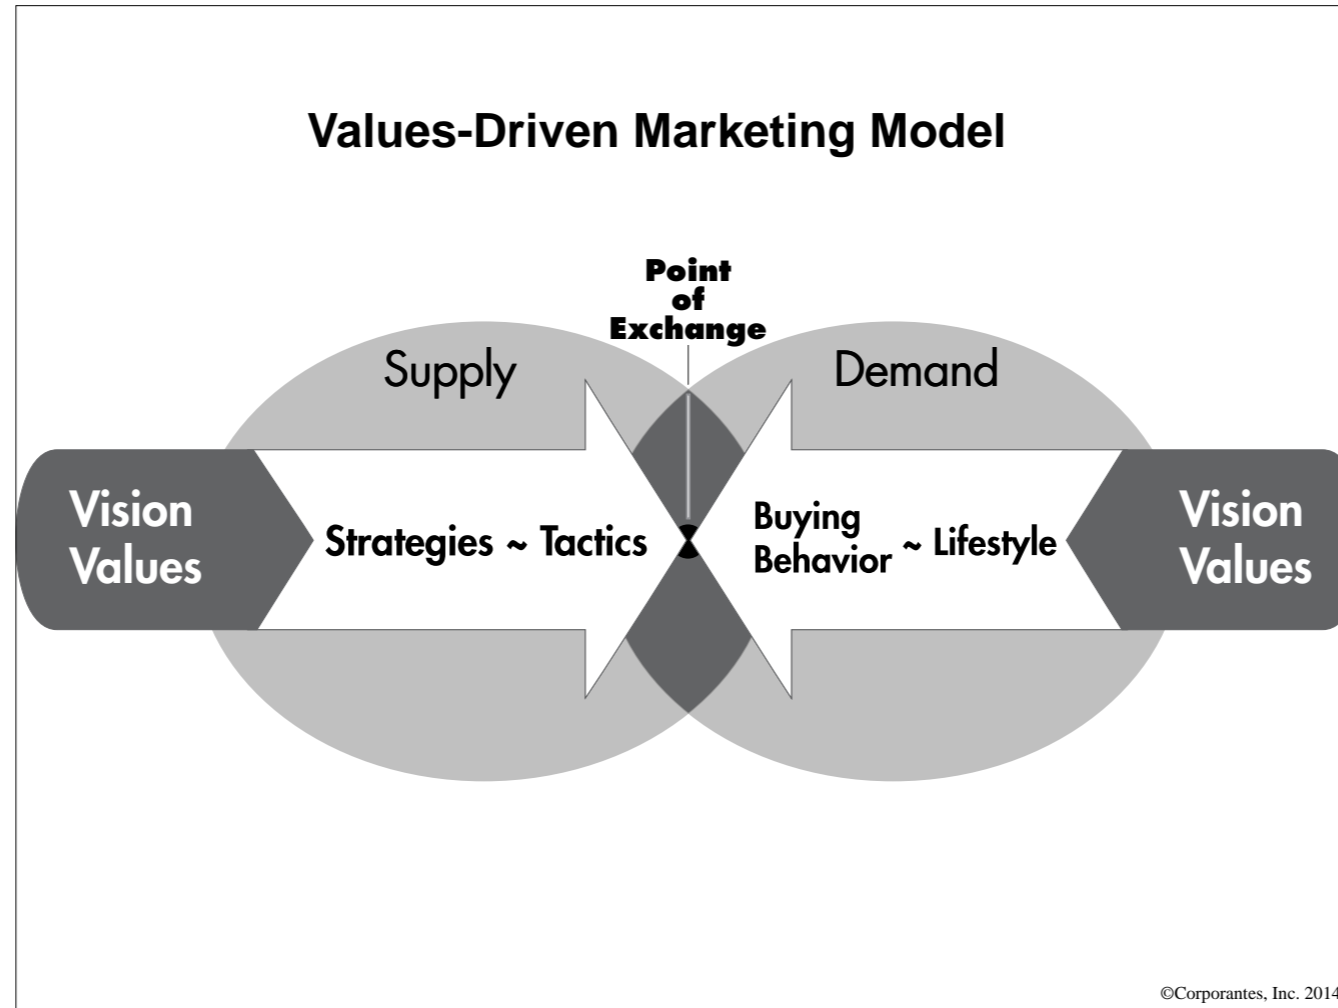 Values-Driven Marketing Model
Point
of
Exchange
Supply
Demand
Vision
Values
Strategies ~ Tactics
Buying
Behavior ~ Lifestyle
Vision
Values
©Corporantes, Inc. 2014